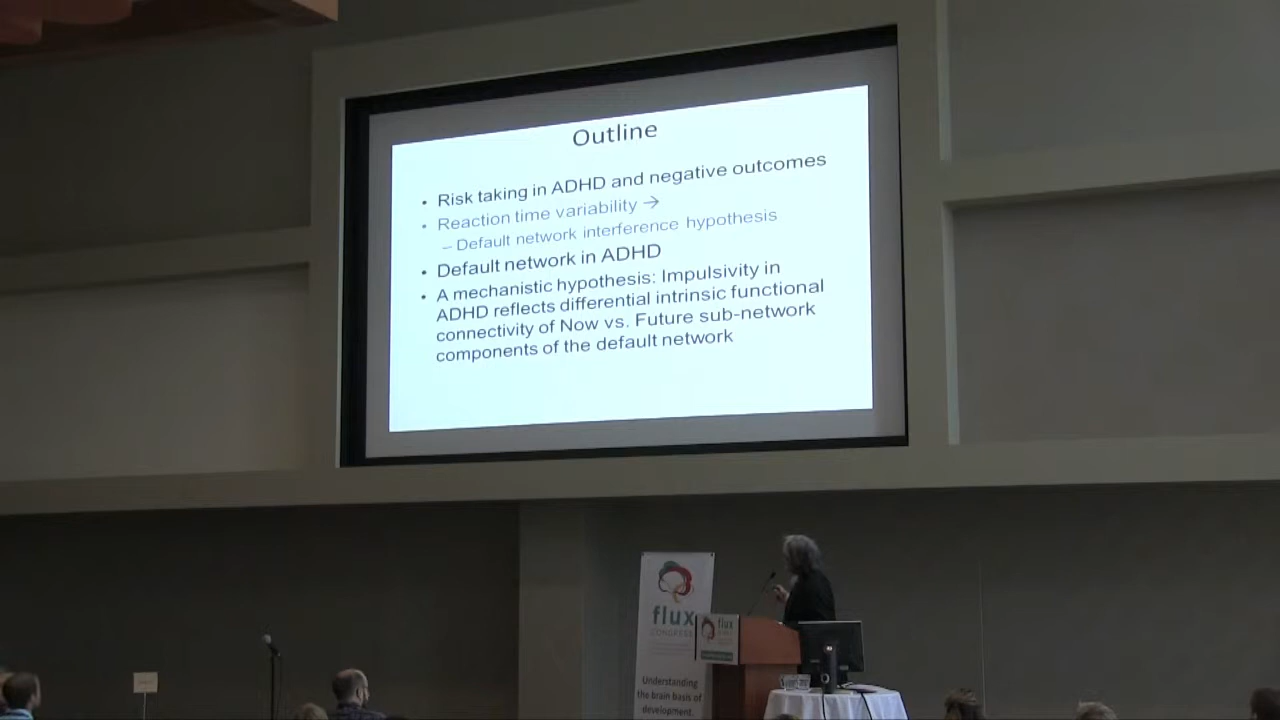 Outline
• Risk taking in ADHD and negative outcomes
• Reaction time variability →
– Default network interference hypothesis
• Default network in ADHD
• A mechanistic hypothesis: Impulsivity in
ADHD reflects differential intrinsic functional
connectivity of Now vs. Future sub-network
components of the default network
flux
CONGRESS
Understanding
the brain basis of
development
flux